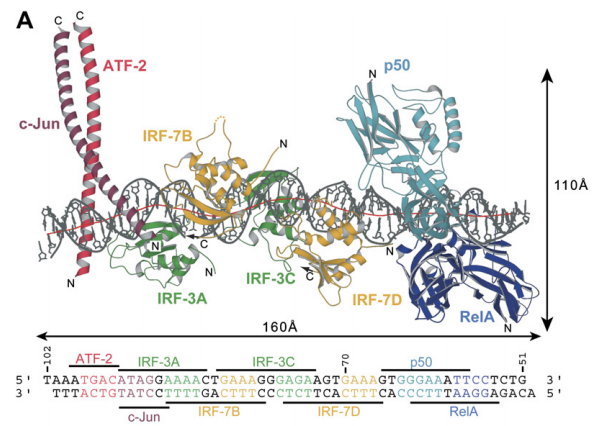 A
C
C
ATF-2
c-Jun
p50
N
IRF-7B
N
110Å
N
C
N
C
N
N
IRF-3A
IRF-3C
IRF-7D
RelA
N
160Å
-102
70
-51
ATF-2
IRF-3A
IRF-3C
p50
5' TAAATGACATAGGAAAACTGAAAGGGAGAAGTGAAAGTGGGAAATTCCTCTG 3'
3' TTTACTGTATCCTTTTGACTTTCCCTCTTCACTTTCACCCTTTAAGGAGACA 5'
c-Jun
IRF-7B
IRF-7D
RelA